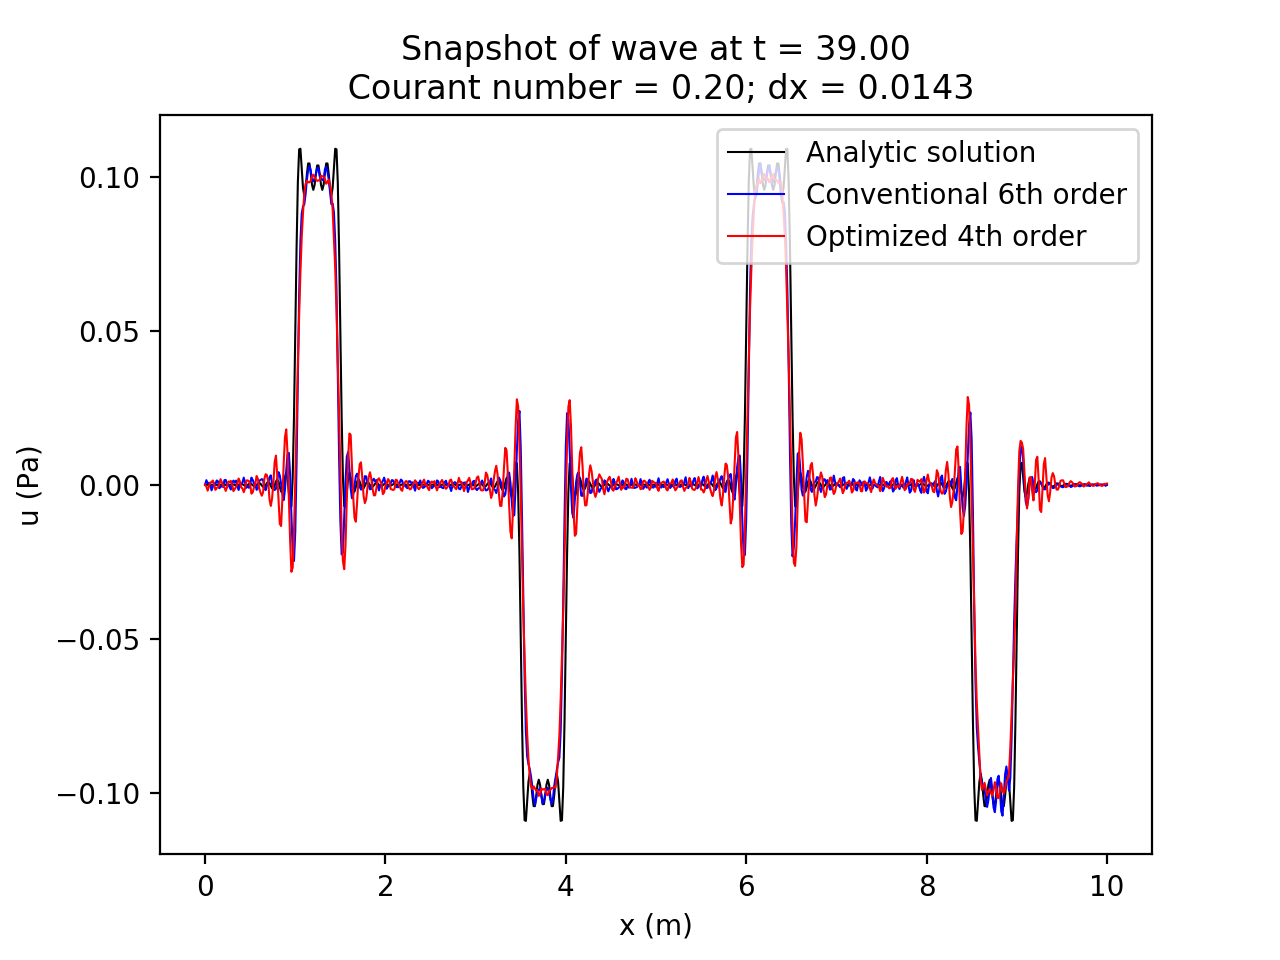 Snapshot of wave at t = 39.00
Courant number = 0.20; dx = 0.0143
Analytic solution
Conventional 6th order
Optimized 4th order
0.10
0.05
0.00
−0.05
−0.10
u (Pa)
0 2 4 6 8 10
x (m)